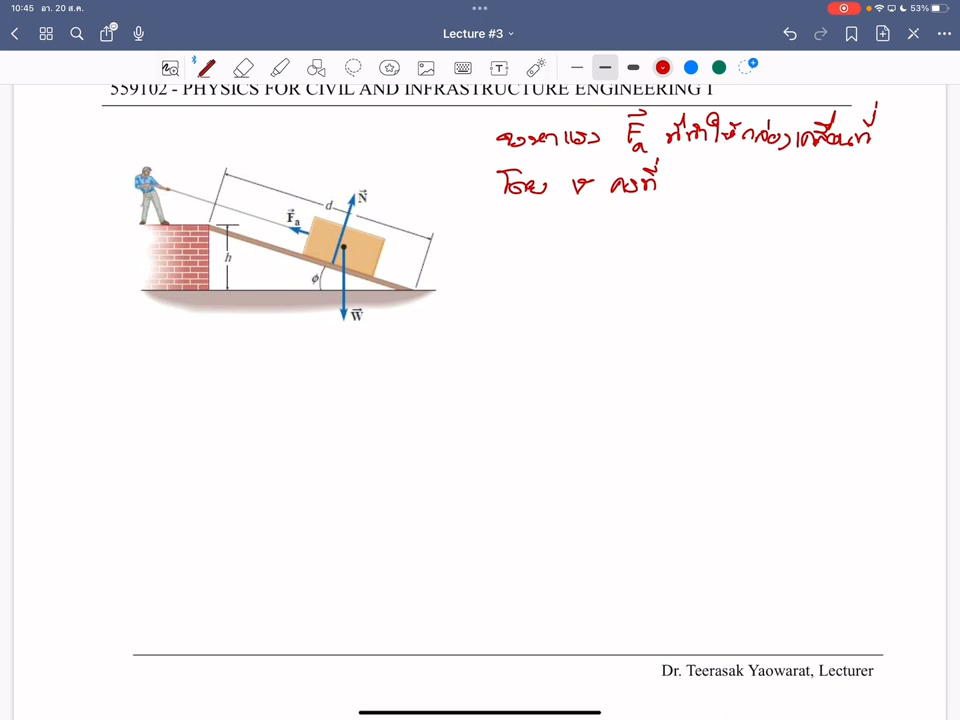 10:45 อา. 20 ส.ค.
53%
Lecture #3
559102 - PHYSICS FOR CIVIL AND INFRASTRUCTURE ENGINEERING I
จงหาแรง F⃗a ที่ทำให้กล่องเคลื่อนที่
โดย v คงที่
d
N⃗
F⃗a
h
ϕ
W⃗
Dr. Teerasak Yaowarat, Lecturer